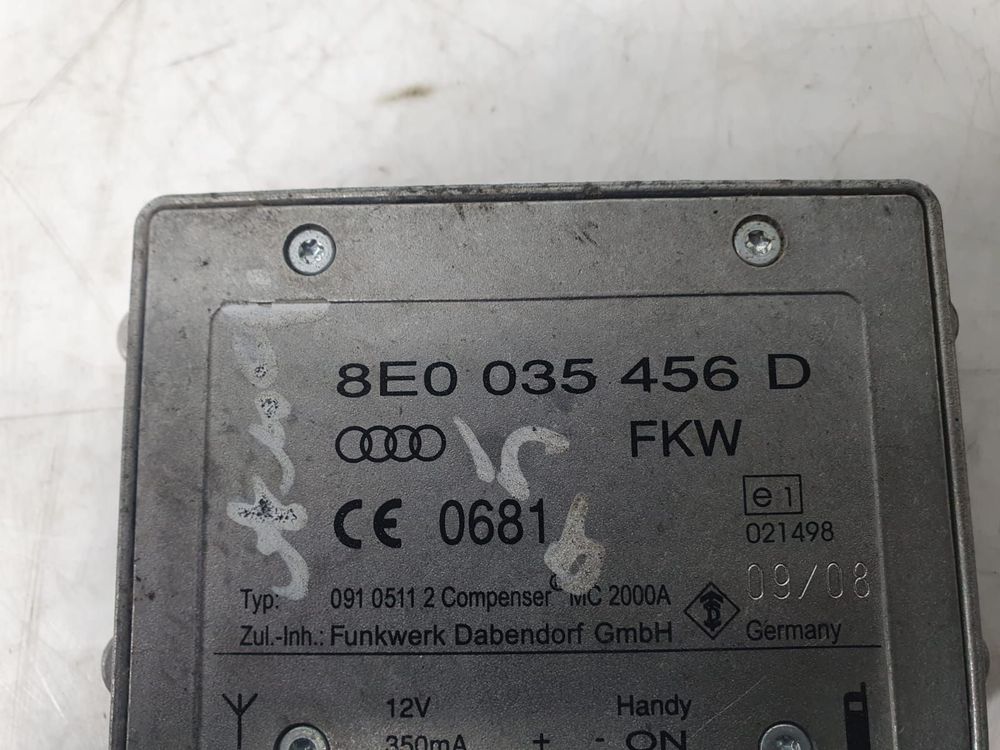 8E0 035 456 D
FKW
CE 0681
e1
021498
09/08
Typ: 091 0511 2 Compenser® MC 2000A
Zul.-Inh.: Funkwerk Dabendorf GmbH
Germany
12V
Handy
350mA + - ON